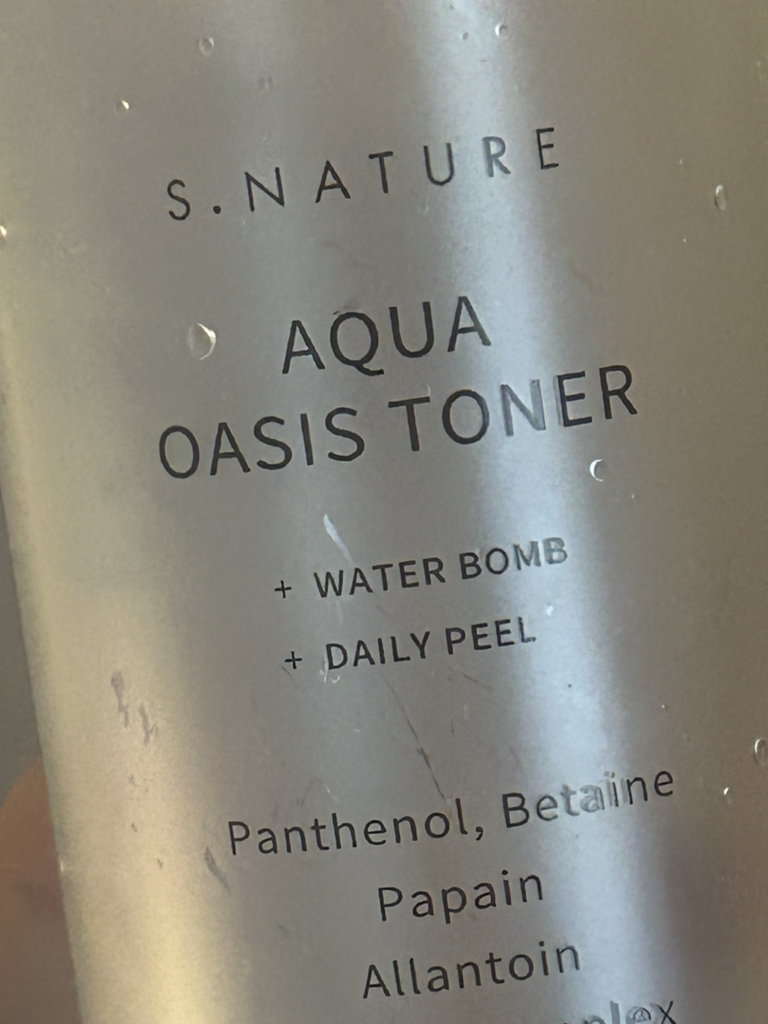 S.NATURE
AQUA
OASIS TONER
+ WATER BOMB
+ DAILY PEEL
Panthenol, Betaine
Papain
Allantoin